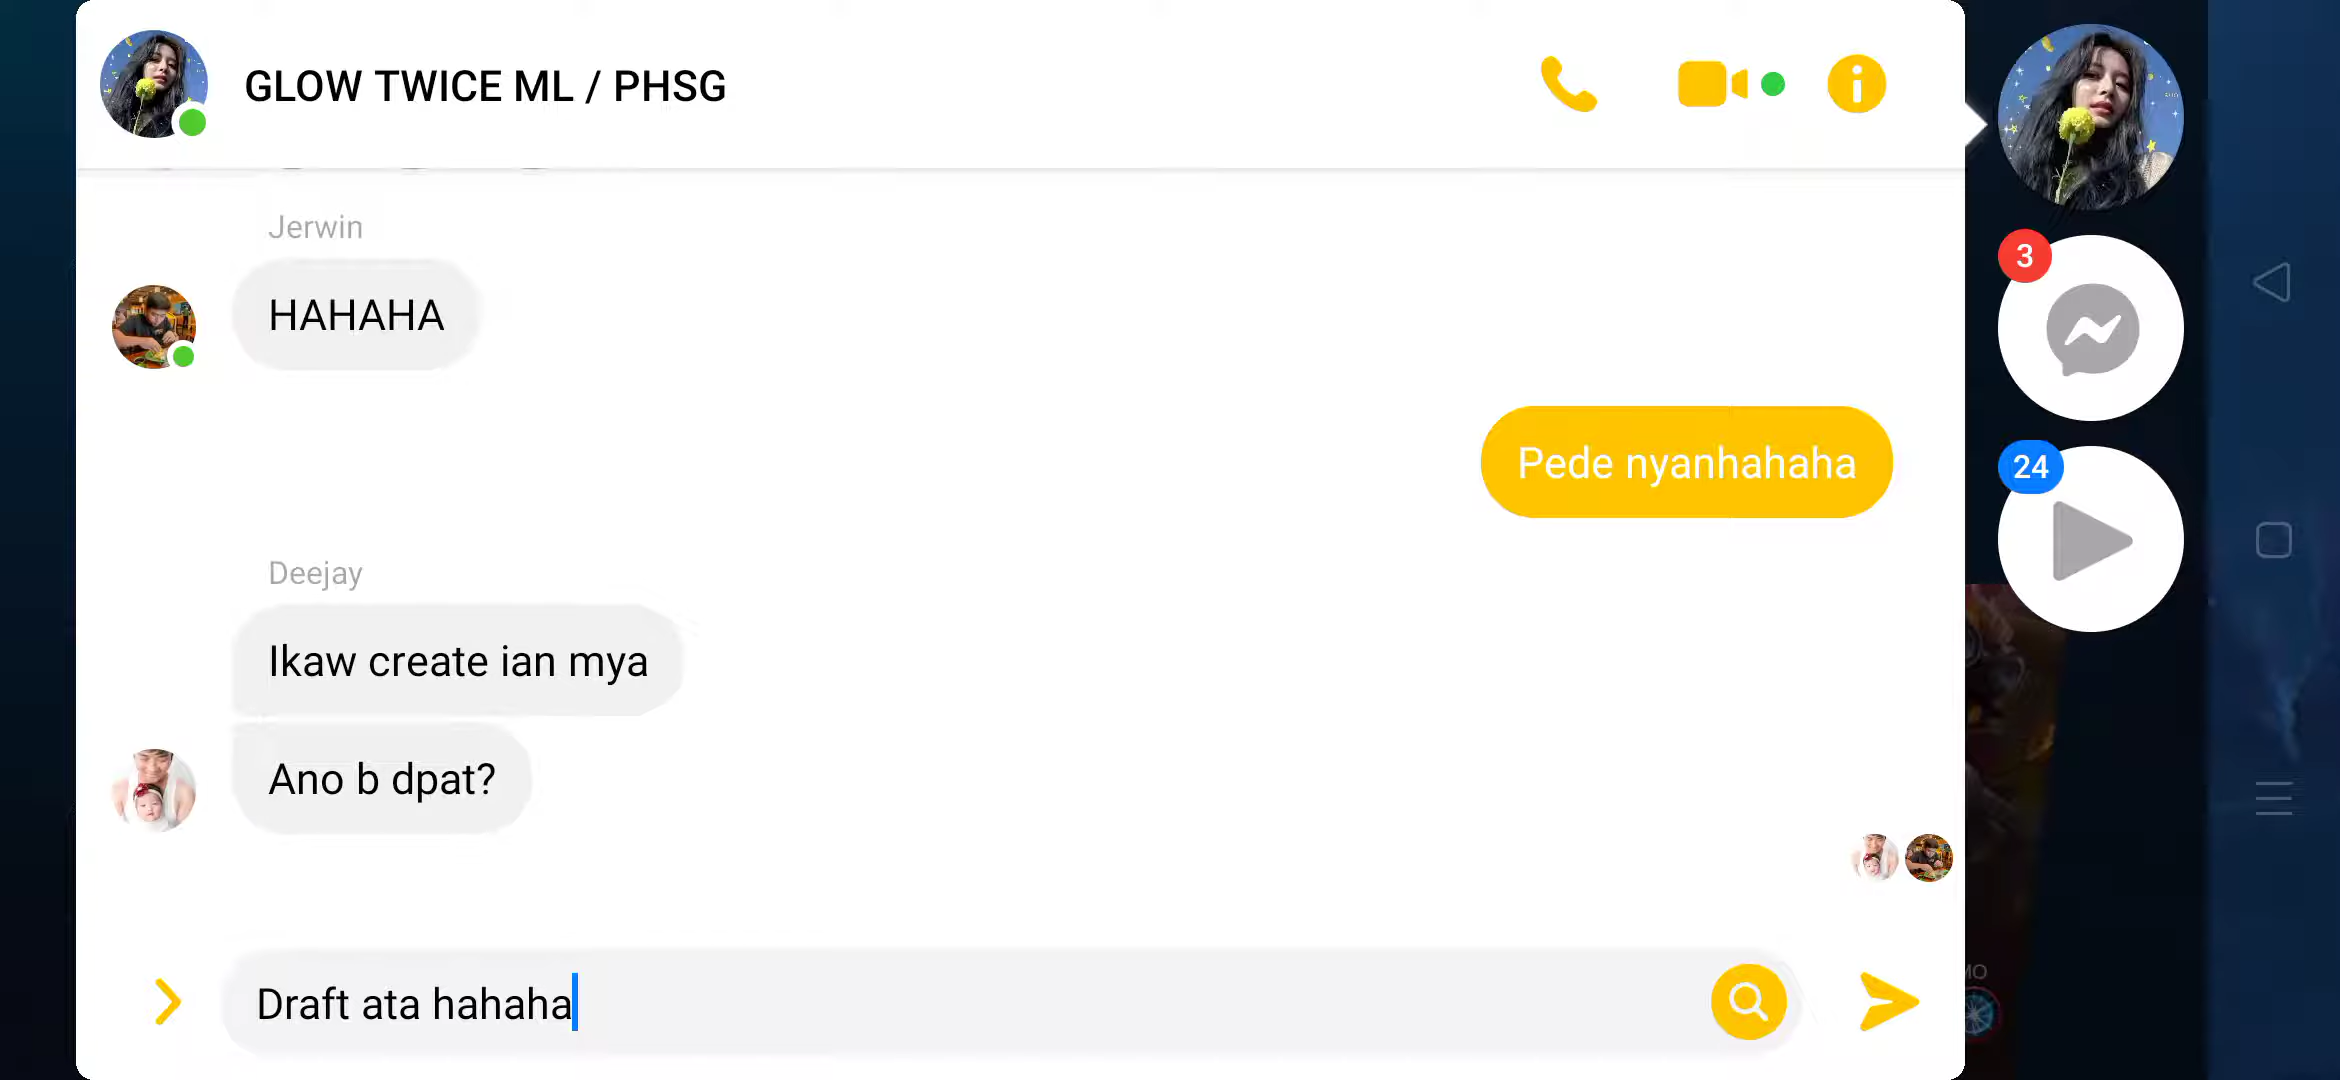 GLOW TWICE ML / PHSG
Jerwin
HAHAHA
Pede nyanhahaha
Deejay
Ikaw create ian mya
Ano b dpat?
Draft ata hahaha
3
24
MO